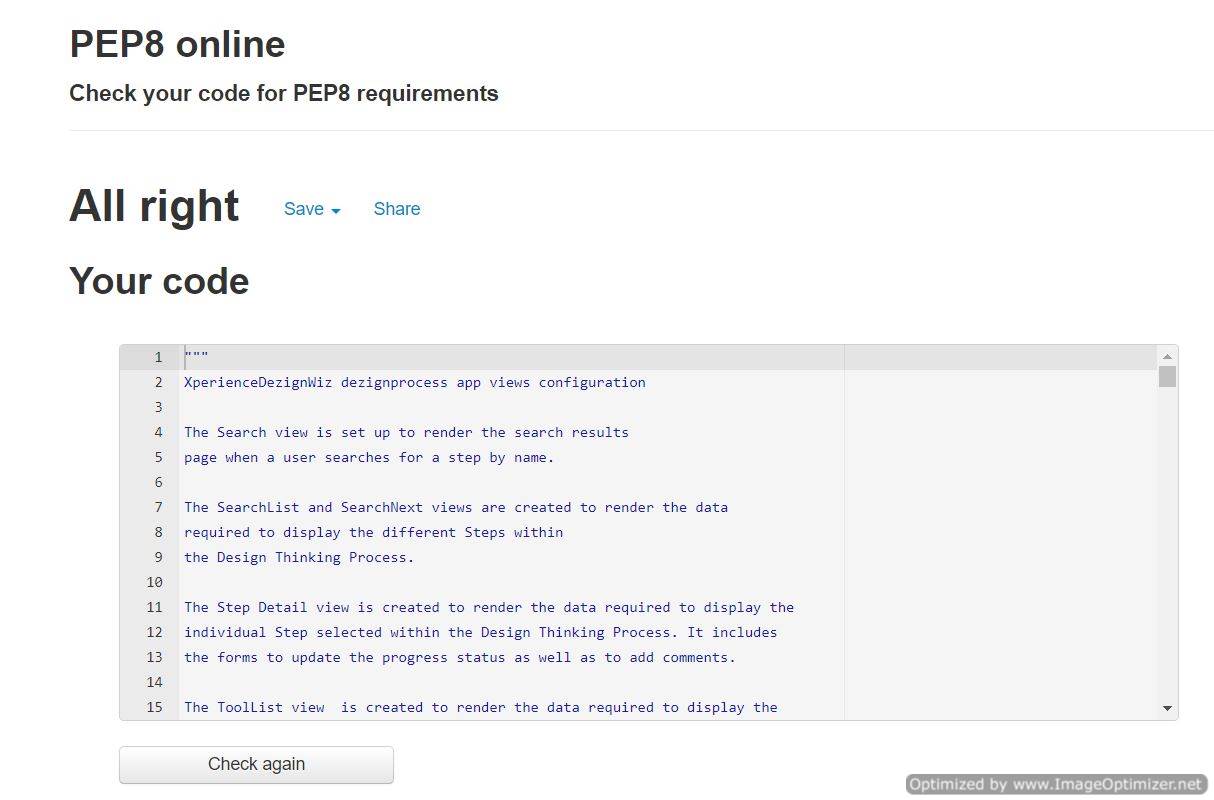 PEP8 online
Check your code for PEP8 requirements
All right Save Share
Your code
1 """
2 XperienceDezignWiz dezignprocess app views configuration
3
4 The Search view is set up to render the search results
5 page when a user searches for a step by name.
6
7 The SearchList and SearchNext views are created to render the data
8 required to display the different Steps within
9 the Design Thinking Process.
10
11 The Step Detail view is created to render the data required to display the
12 individual Step selected within the Design Thinking Process. It includes
13 the forms to update the progress status as well as to add comments.
14
15 The ToolList view  is created to render the data required to display the
Check again
Optimized by www.ImageOptimizer.net